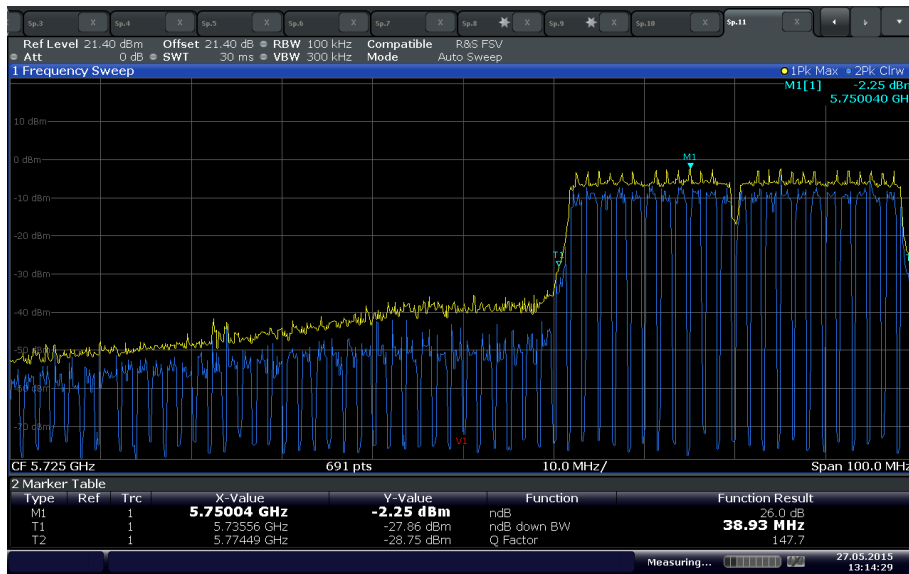 Sp.3 X Sp.4 X Sp.5 X Sp.6 X Sp.7 X Sp.8 X Sp.9 X Sp.10 X Sp.11 X
Ref Level 21.40 dBm Offset 21.40 dB RBW 100 kHz Compatible R&S FSV
Att 0 dB SWT 30 ms VBW 300 kHz Mode Auto Sweep
1 Frequency Sweep 1Pk Max 2Pk Clrw
M1[1] -2.25 dBm
5.750040 GH
10 dBm
0 dBm
M1
-10 dBm
-20 dBm
T1
-30 dBm
-40 dBm
-50 dBm
-60 dBm
-70 dBm
V1
CF 5.725 GHz 691 pts 10.0 MHz/ Span 100.0 MHz
2 Marker Table
Type Ref Trc X-Value Y-Value Function Function Result
M1 1 5.75004 GHz -2.25 dBm ndB 26.0 dB
T1 1 5.73556 GHz -27.86 dBm ndB down BW 38.93 MHz
T2 1 5.77449 GHz -28.75 dBm Q Factor 147.7
Measuring... 27.05.2015
13:14:29